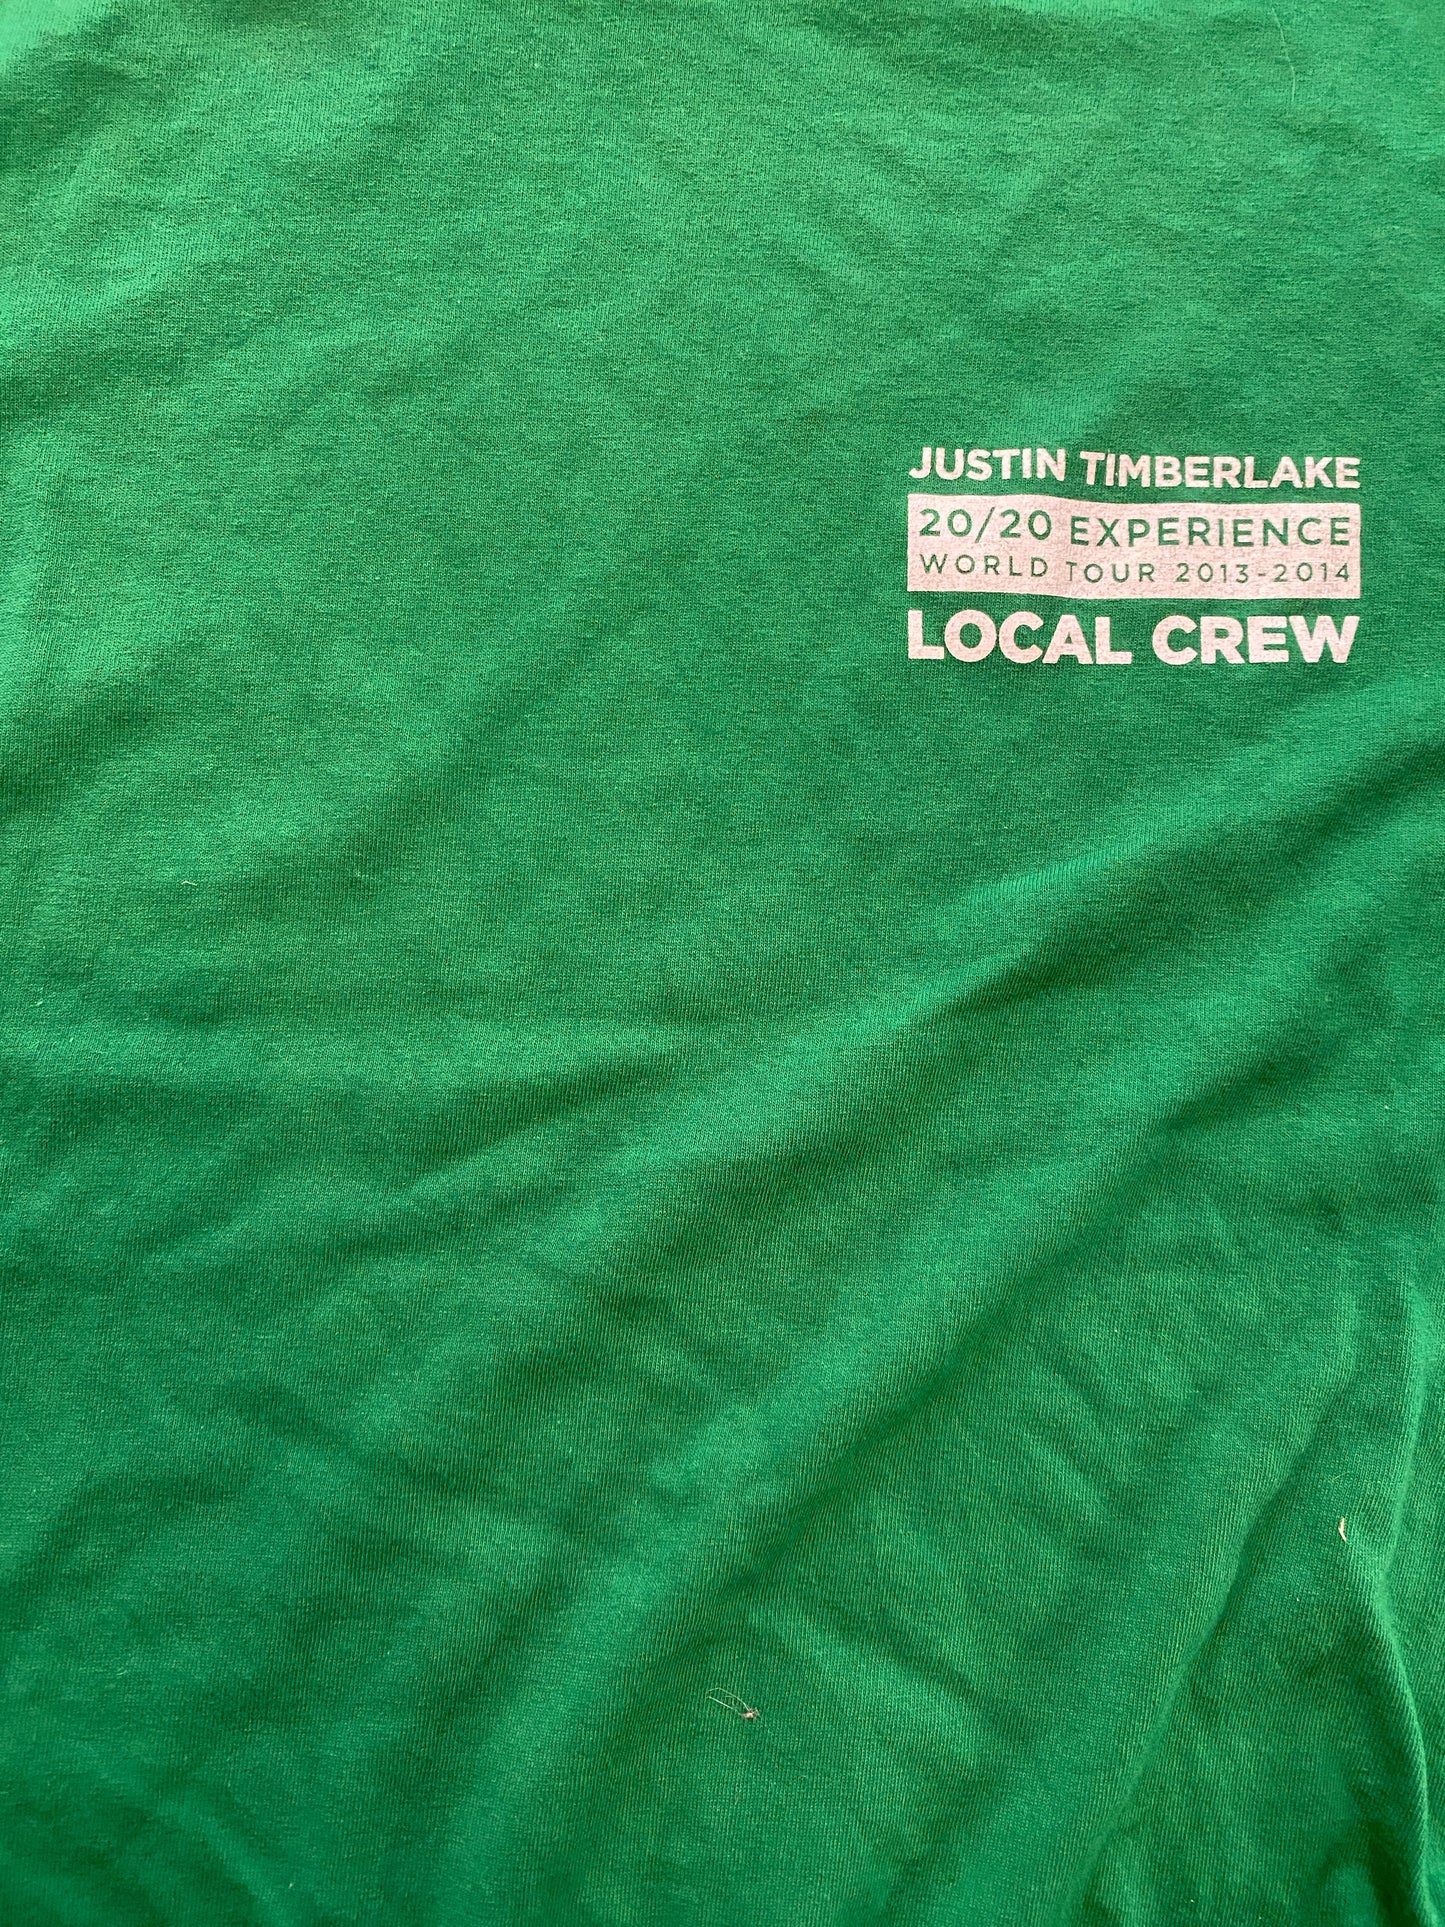 JUSTIN TIMBERLAKE
20/20 EXPERIENCE
WORLD TOUR 2013-2014
LOCAL CREW